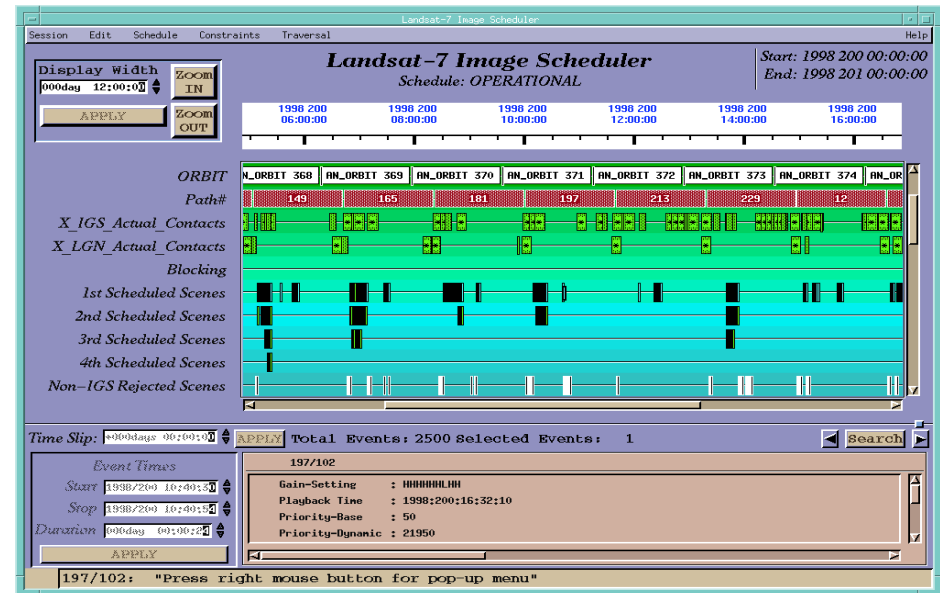 Landsat-7 Image Scheduler
Session Edit Schedule Constraints Traversal Help
Display Width
000day 12:00:00
Zoom IN
APPLY
Zoom OUT
Landsat-7 Image Scheduler
Schedule: OPERATIONAL
Start: 1998 200 00:00:00
End: 1998 201 00:00:00
1998 200 1998 200 1998 200 1998 200 1998 200 1998 200
06:00:00 08:00:00 10:00:00 12:00:00 14:00:00 16:00:00
ORBIT N_ORBIT 368 AN_ORBIT 369 AN_ORBIT 370 AN_ORBIT 371 AN_ORBIT 372 AN_ORBIT 373 AN_ORBIT 374 AN_OR
Path# 149 165 181 197 213 229 12
X_IGS_Actual_Contacts
X_LGN_Actual_Contacts
Blocking
1st Scheduled Scenes
2nd Scheduled Scenes
3rd Scheduled Scenes
4th Scheduled Scenes
Non-IGS Rejected Scenes
Time Slip: +000days 00:00:00 APPLY Total Events: 2500 Selected Events: 1 Search
Event Times
Start 1998/200 10:40:30
Stop 1998/200 10:40:54
Duration 000day 00:00:24
APPLY
197/102
Gain-Setting : HHHHHHLHH
Playback Time : 1998:200:16:32:10
Priority-Base : 50
Priority-Dynamic : 21950
197/102: "Press right mouse button for pop-up menu"